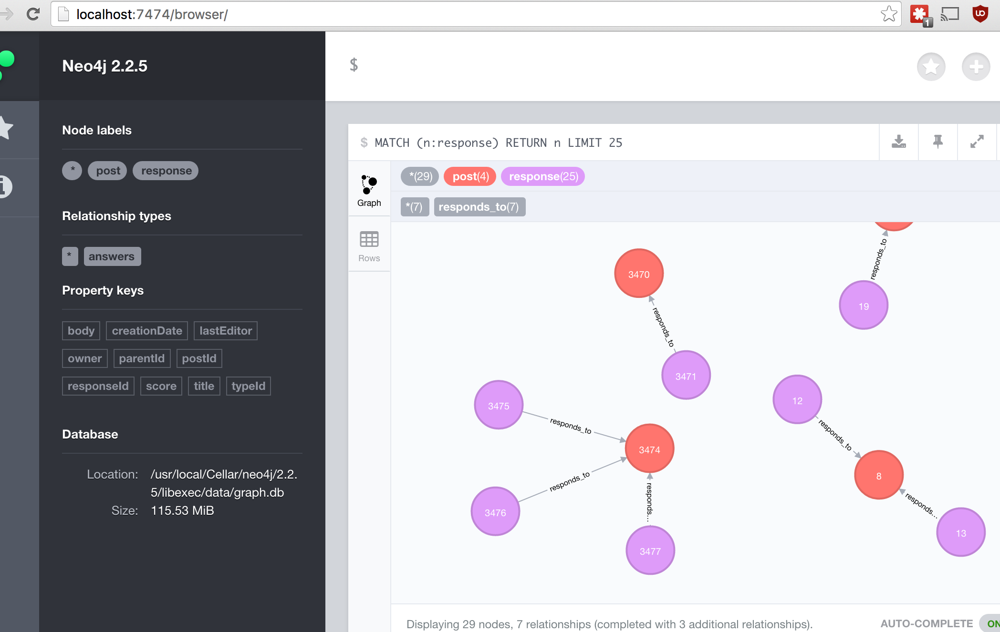 localhost:7474/browser/
1
Neo4j 2.2.5
$
Node labels
* post response
Relationship types
* answers
Property keys
body creationDate lastEditor
owner parentId postId
responseId score title typeId
Database
Location: /usr/local/Cellar/neo4j/2.2.
5/libexec/data/graph.db
Size: 115.53 MiB
$ MATCH (n:response) RETURN n LIMIT 25
Graph
Rows
*(29) post(4) response(25)
*(7) responds_to(7)
responds_to
3470
19
responds_to
3471
12
3475
responds_to
responds_to
3474
8
responds_to
responds...
responds...
3476
13
3477
Displaying 29 nodes, 7 relationships (completed with 3 additional relationships).
AUTO-COMPLETE ON